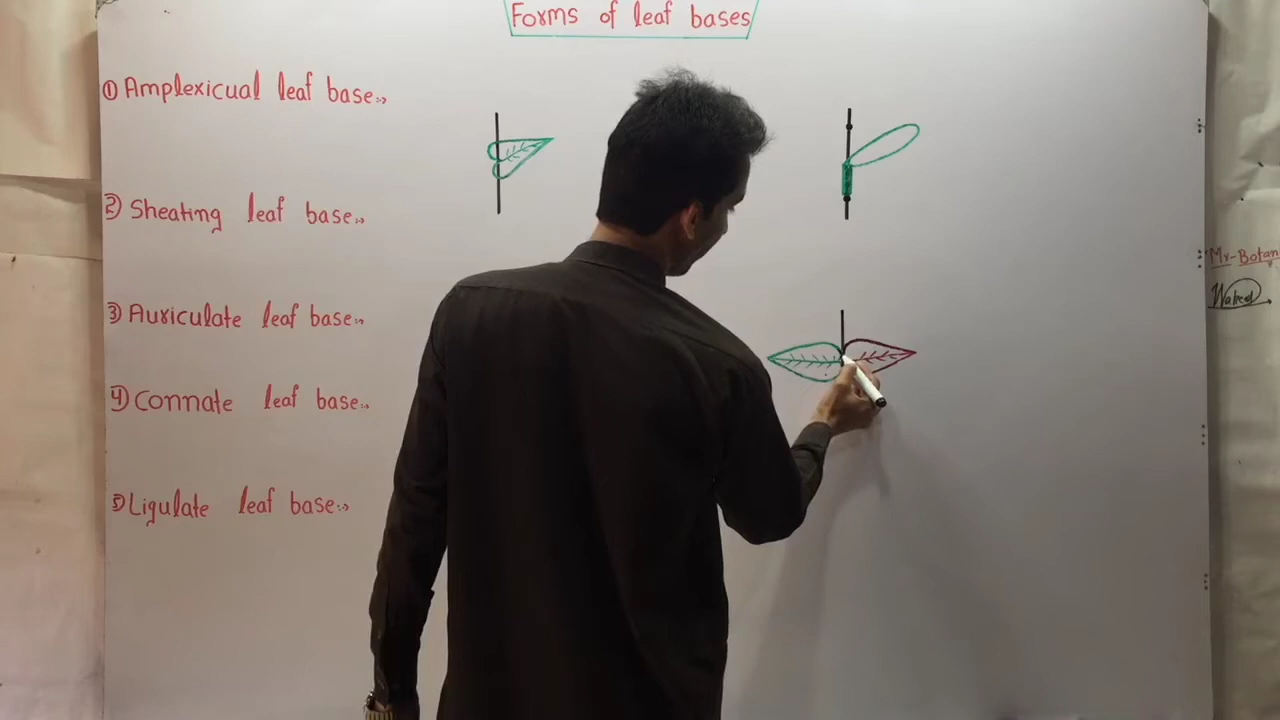 Forms of leaf bases
① Amplexicual leaf base:-
② Sheating leaf base:-
③ Auriculate leaf base:-
④ Connate leaf base:-
⑤ Ligulate leaf base:-
Mr-Botan
Waheed